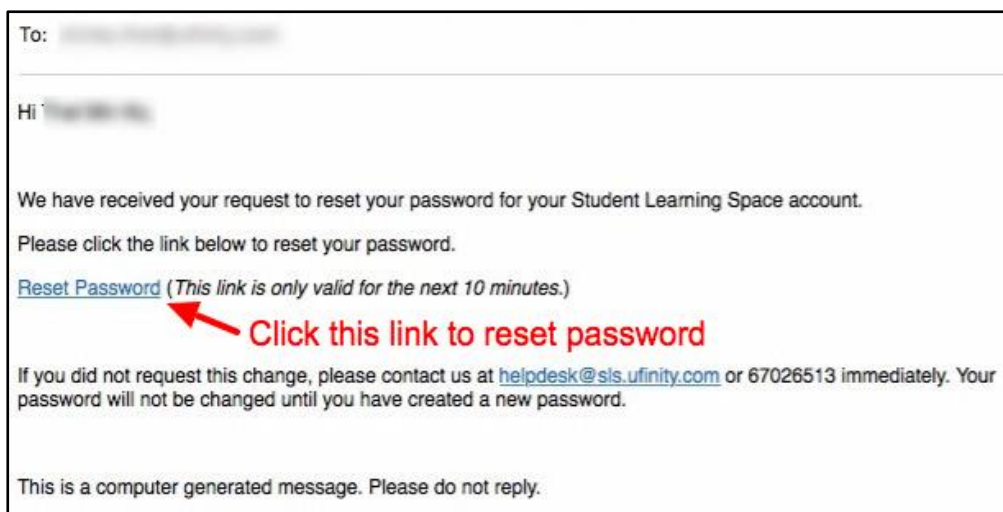 To:
Hi
We have received your request to reset your password for your Student Learning Space account.
Please click the link below to reset your password.
Reset Password (This link is only valid for the next 10 minutes.)
Click this link to reset password
If you did not request this change, please contact us at helpdesk@sls.ufinity.com or 67026513 immediately. Your
password will not be changed until you have created a new password.
This is a computer generated message. Please do not reply.